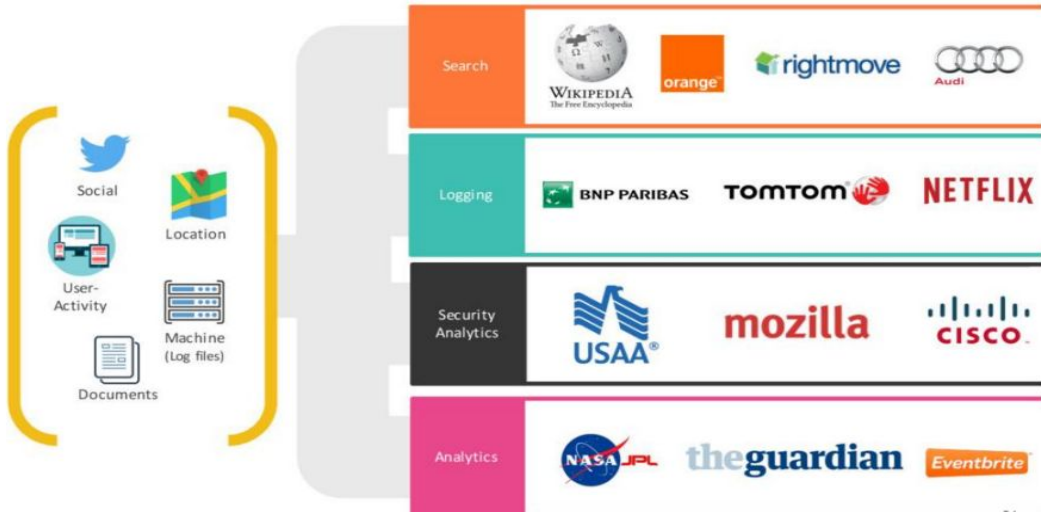 Social
Location
User-
Activity
Machine
(Log files)
Documents
Search
WIKIPEDIA
The Free Encyclopedia
orange™
rightmove
Audi
Logging
BNP PARIBAS
TOMTOM®
NETFLIX
Security
Analytics
USAA®
mozilla
CISCO
Analytics
NASA JPL
theguardian
Eventbrite